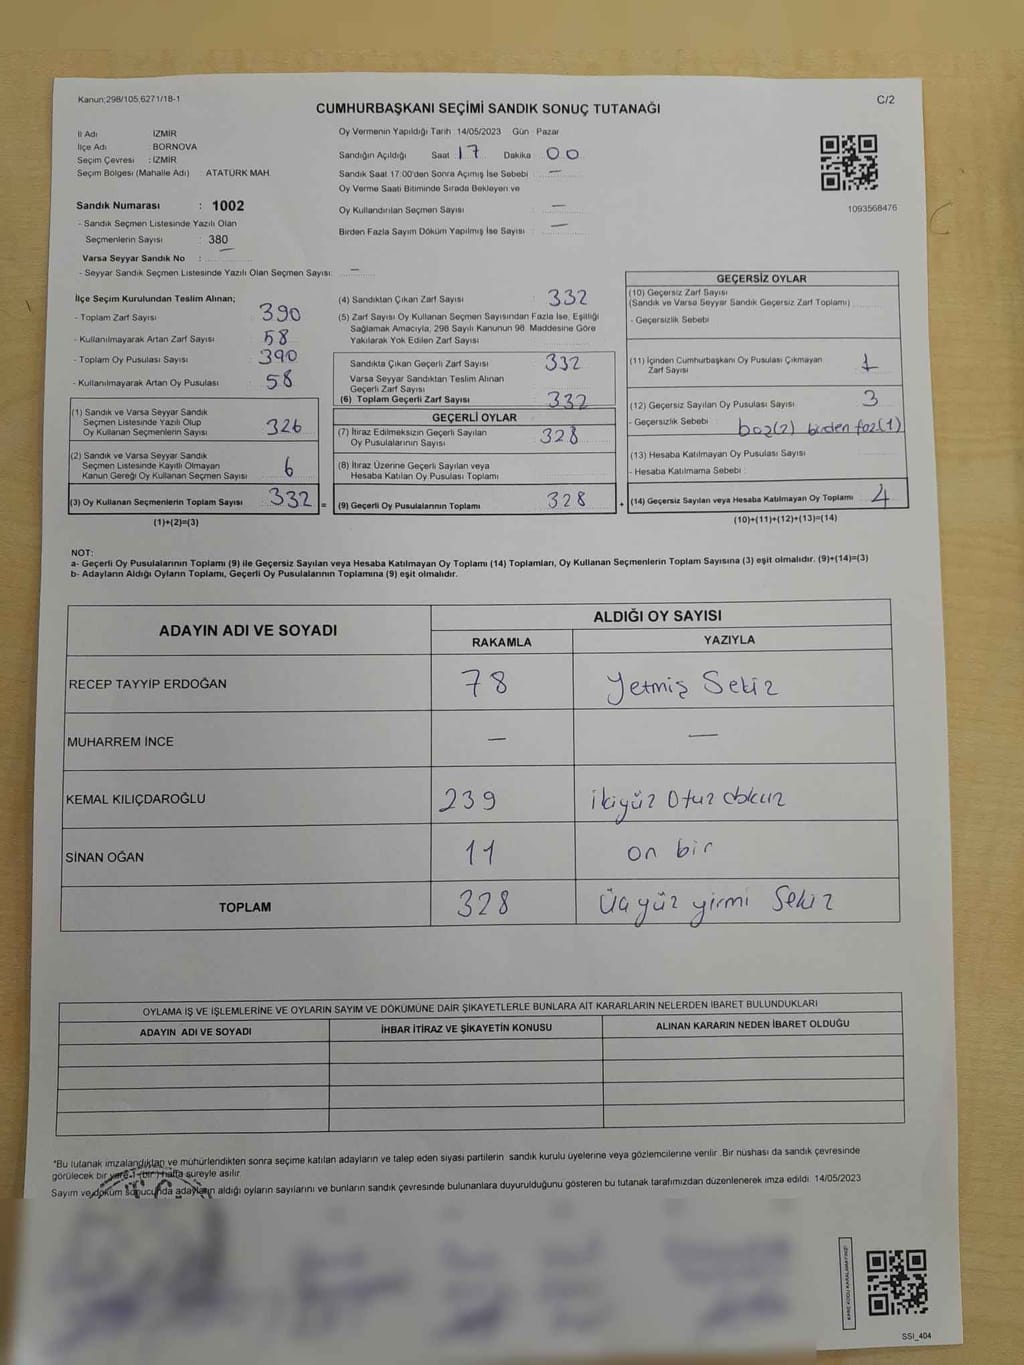 Kanun;298/105,6271/18-1
C/2
CUMHURBAŞKANI SEÇİMİ SANDIK SONUÇ TUTANAĞI
İl Adı İZMİR
İlçe Adı : BORNOVA
Seçim Çevresi : İZMİR
Seçim Bölgesi (Mahalle Adı) : ATATÜRK MAH.
Sandık Numarası : 1002
- Sandık Seçmen Listesinde Yazılı Olan
Seçmenlerin Sayısı : 380
Varsa Seyyar Sandık No :
- Seyyar Sandık Seçmen Listesinde Yazılı Olan Seçmen Sayısı: —
Oy Vermenin Yapıldığı Tarih 14/05/2023 Gün Pazar
Sandığın Açıldığı Saat 17 Dakika 00
Sandık Saat 17:00'den Sonra Açımış İse Sebebi : —
Oy Verme Saati Bitiminde Sırada Bekleyen ve
Oy Kullandırılan Seçmen Sayısı —
Birden Fazla Sayım Döküm Yapılmış İse Sayısı : —
1093568476
İlçe Seçim Kurulundan Teslim Alınan;
- Toplam Zarf Sayısı : 390
- Kullanılmayarak Artan Zarf Sayısı : 58
- Toplam Oy Pusulası Sayısı : 390
- Kullanılmayarak Artan Oy Pusulası : 58
(1) Sandık ve Varsa Seyyar Sandık
Seçmen Listesinde Yazılı Olup
Oy Kullanan Seçmenlerin Sayısı 326
(2) Sandık ve Varsa Seyyar Sandık
Seçmen Listesinde Kayıtlı Olmayan
Kanun Gereği Oy Kullanan Seçmen Sayısı 6
(3) Oy Kullanan Seçmenlerin Toplam Sayısı 332 =
(1)+(2)=(3)
(4) Sandıktan Çıkan Zarf Sayısı : 332
(5) Zarf Sayısı Oy Kullanan Seçmen Sayısından Fazla İse, Eşitliği
Sağlamak Amacıyla, 298 Sayılı Kanunun 98. Maddesine Göre
Yakılarak Yok Edilen Zarf Sayısı
Sandıkta Çıkan Geçerli Zarf Sayısı 332
Varsa Seyyar Sandıktan Teslim Alınan
Geçerli Zarf Sayısı
(6) Toplam Geçerli Zarf Sayısı 332
GEÇERLİ OYLAR
(7) İtiraz Edilmeksizin Geçerli Sayılan
Oy Pusulalarının Sayısı 328
(8) İtiraz Üzerine Geçerli Sayılan veya
Hesaba Katılan Oy Pusulası Toplamı
(9) Geçerli Oy Pusulalarının Toplamı 328 +
GEÇERSİZ OYLAR
(10) Geçersiz Zarf Sayısı
(Sandık ve Varsa Seyyar Sandık Geçersiz Zarf Toplamı)
- Geçersizlik Sebebi
(11) İçinden Cumhurbaşkanı Oy Pusulası Çıkmayan
Zarf Sayısı 1
(12) Geçersiz Sayılan Oy Pusulası Sayısı 3
- Geçersizlik Sebebi
(13) Hesaba Katılmayan Oy Pusulası Sayısı
- Hesaba Katılmama Sebebi :
(14) Geçersiz Sayılan veya Hesaba Katılmayan Oy Toplamı 4
(10)+(11)+(12)+(13)=(14)
NOT:
a- Geçerli Oy Pusulalarının Toplamı (9) ile Geçersiz Sayılan veya Hesaba Katılmayan Oy Toplamı (14) Toplamları, Oy Kullanan Seçmenlerin Toplam Sayısına (3) eşit olmalıdır. (9)+(14)=(3)
b- Adayların Aldığı Oyların Toplamı, Geçerli Oy Pusulalarının Toplamına (9) eşit olmalıdır.
ADAYIN ADI VE SOYADI
ALDIĞI OY SAYISI
RAKAMLA YAZIYLA
RECEP TAYYİP ERDOĞAN 78 Yetmiş Sekiz
MUHARREM İNCE — —
KEMAL KILIÇDAROĞLU 239 ikiyüz Otuz dokuz
SİNAN OĞAN 11 on bir
TOPLAM 328 Üçyüz yirmi Sekiz
OYLAMA İŞ VE İŞLEMLERİNE VE OYLARIN SAYIM VE DÖKÜMÜNE DAİR ŞİKAYETLERLE BUNLARA AİT KARARLARIN NELERDEN İBARET BULUNDUKLARI
ADAYIN ADI VE SOYADI İHBAR İTİRAZ VE ŞİKAYETİN KONUSU ALINAN KARARIN NEDEN İBARET OLDUĞU
*Bu tutanak imzalandıktan ve mühürlendikten sonra seçime katılan adayların ve talep eden siyası partilerin sandık kurulu üyelerine veya gözlemcilerine verilir. Bir nüshası da sandık çevresinde
görülecek bir yere 1 (bir) hafta süreyle asılır.
Sayım ve döküm sonucunda adayların aldığı oyların sayılarını ve bunların sandık çevresinde bulunanlara duyurulduğunu gösteren bu tutanak tarafımızdan düzenlenerek imza edildi 14/05/2023
SSİ_404